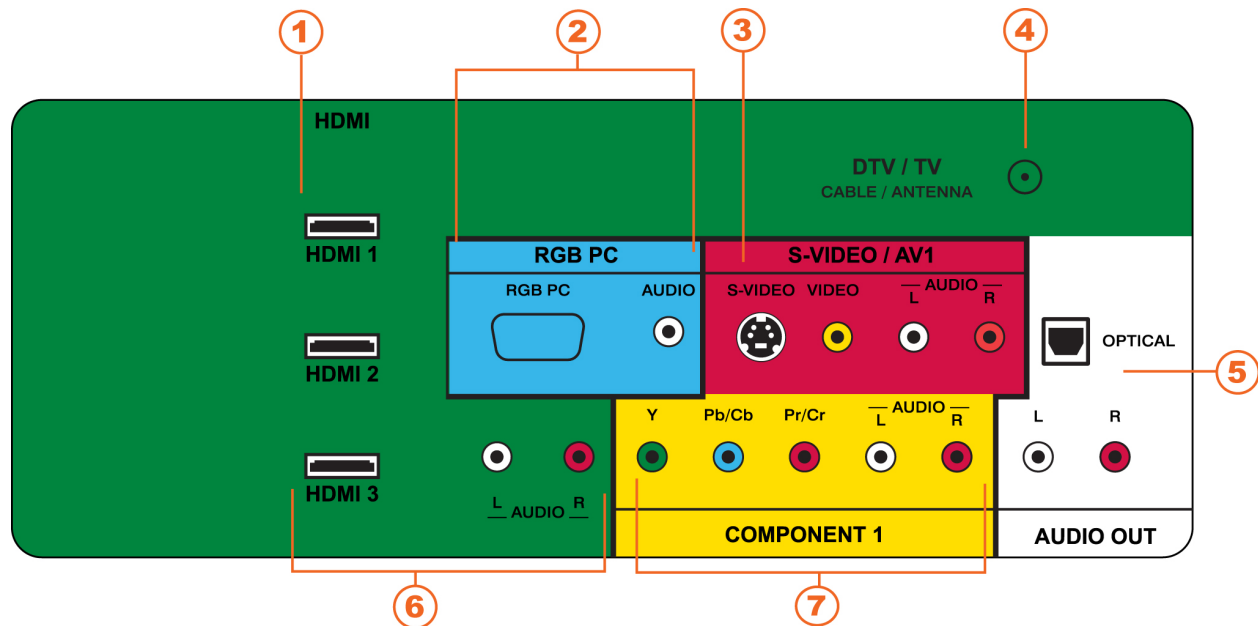 1
2
3
4
HDMI
DTV / TV
CABLE / ANTENNA
HDMI 1
RGB PC
S-VIDEO / AV1
RGB PC
AUDIO
S-VIDEO VIDEO
AUDIO
L
R
HDMI 2
OPTICAL
5
Y
Pb/Cb
Pr/Cr
AUDIO
L
R
L
R
HDMI 3
L AUDIO R
COMPONENT 1
AUDIO OUT
6
7